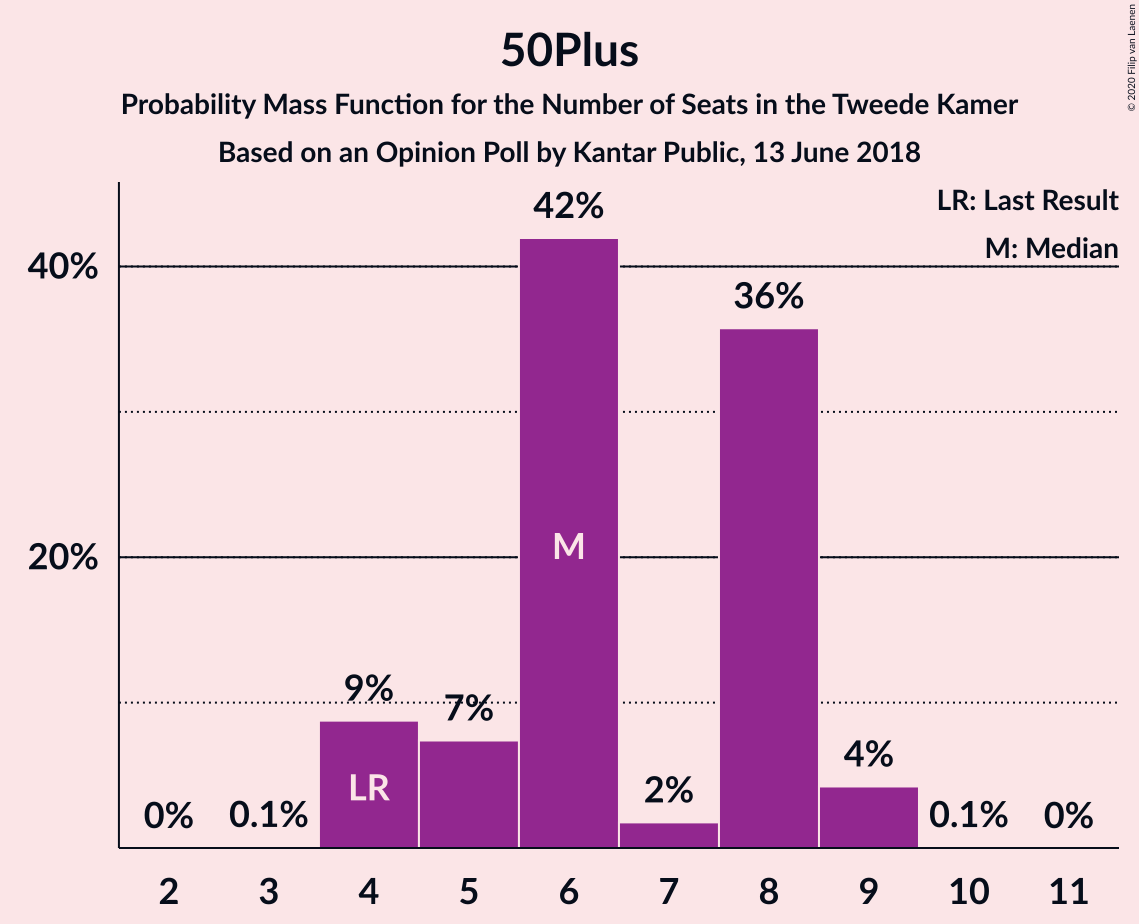 50Plus
Probability Mass Function for the Number of Seats in the Tweede Kamer
Based on an Opinion Poll by Kantar Public, 13 June 2018
© 2020 Filip van Laenen
LR: Last Result
M: Median
40%
20%
0%
0.1%
9%
7%
42%
2%
36%
4%
0.1%
0%
LR
M
2 3 4 5 6 7 8 9 10 11